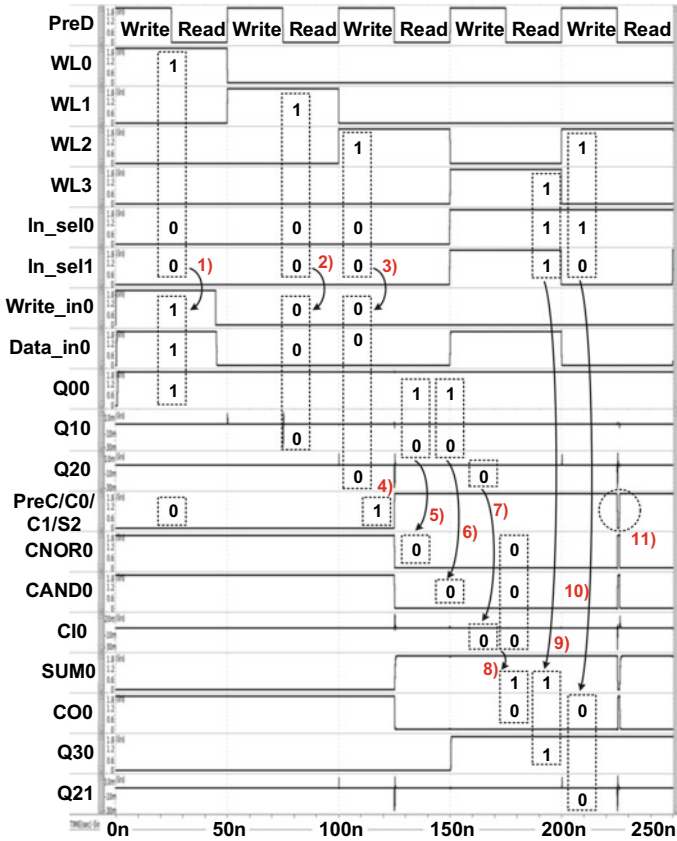 PreD Write Read Write Read Write Read Write Read Write Read
WL0 1
WL1 1
WL2 1 1
WL3 1
In_sel0 0 0 0 1 1
In_sel1 0 1) 0 2) 0 3) 1 0
Write_in0 1 0 0
Data_in0 1 0 0
Q00 1 1 1
Q10 0 0 0
Q20 0 4) 0
PreC/C0/
C1/S2 0 1 5) 6) 7) 11)
CNOR0 0 0
CAND0 0 0 10)
CI0 0 0 9)
SUM0 8) 1 1
CO0 0 0
Q30 1
Q21 0
0n 50n 100n 150n 200n 250n